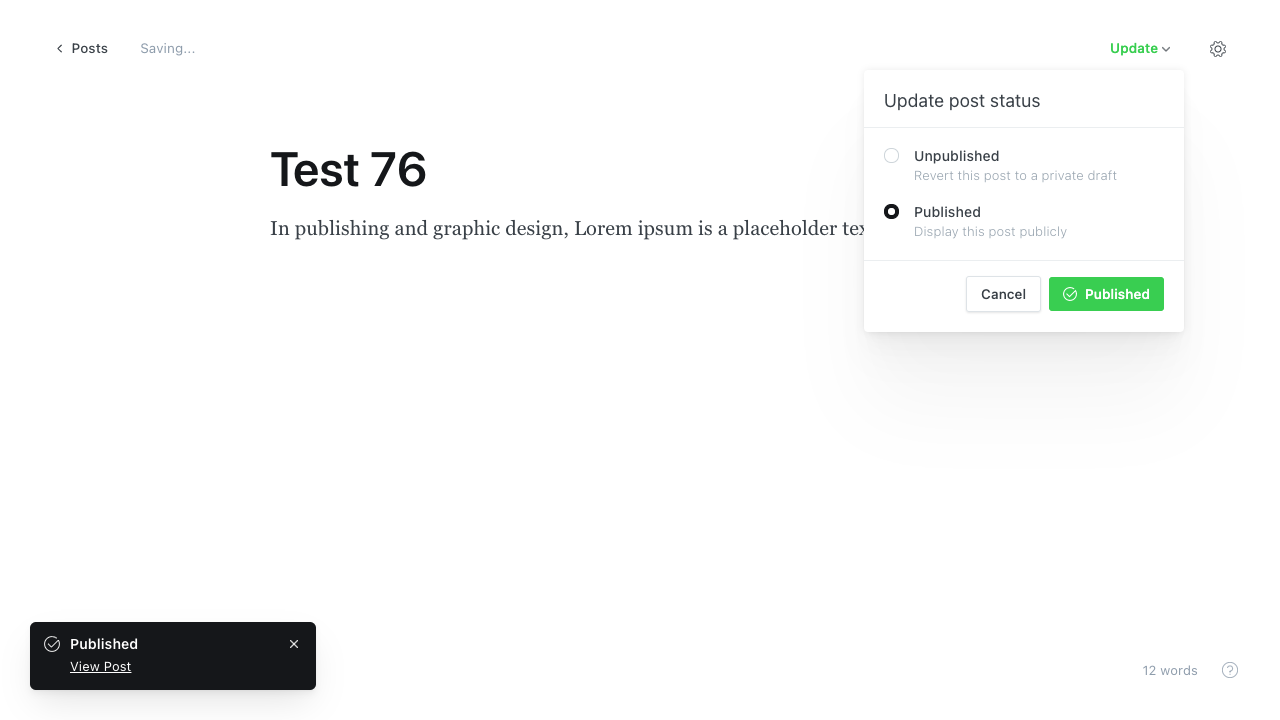 Posts
Saving...
Update
Update post status
Test 76
Unpublished
Revert this post to a private draft
Published
Display this post publicly
In publishing and graphic design, Lorem ipsum is a placeholder
Cancel
Published
Published
View Post
12 words